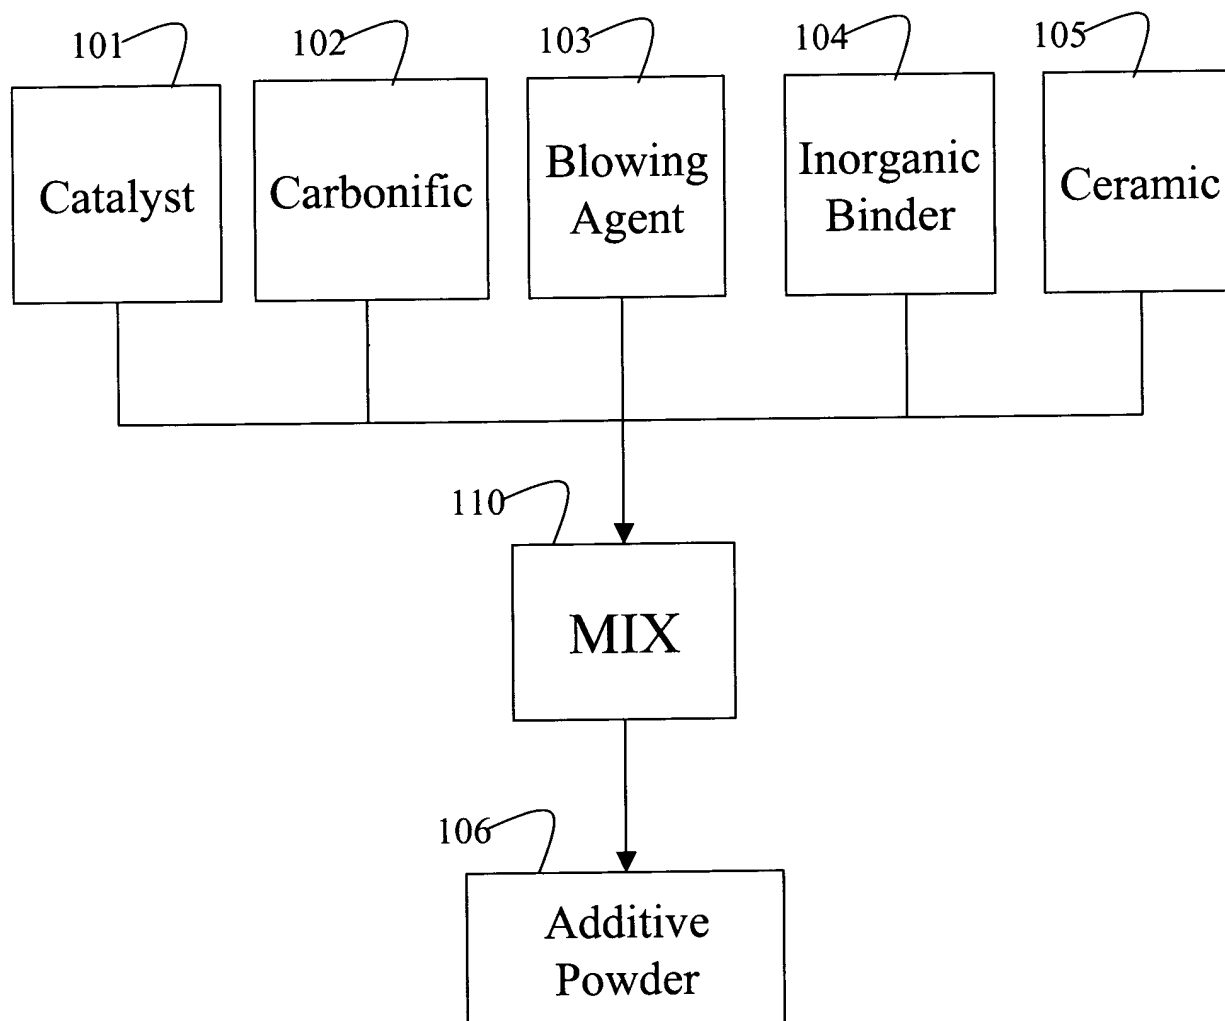 101
102
103
104
105
Catalyst
Carbonific
Blowing
Agent
Inorganic
Binder
Ceramic
110
MIX
106
Additive
Powder